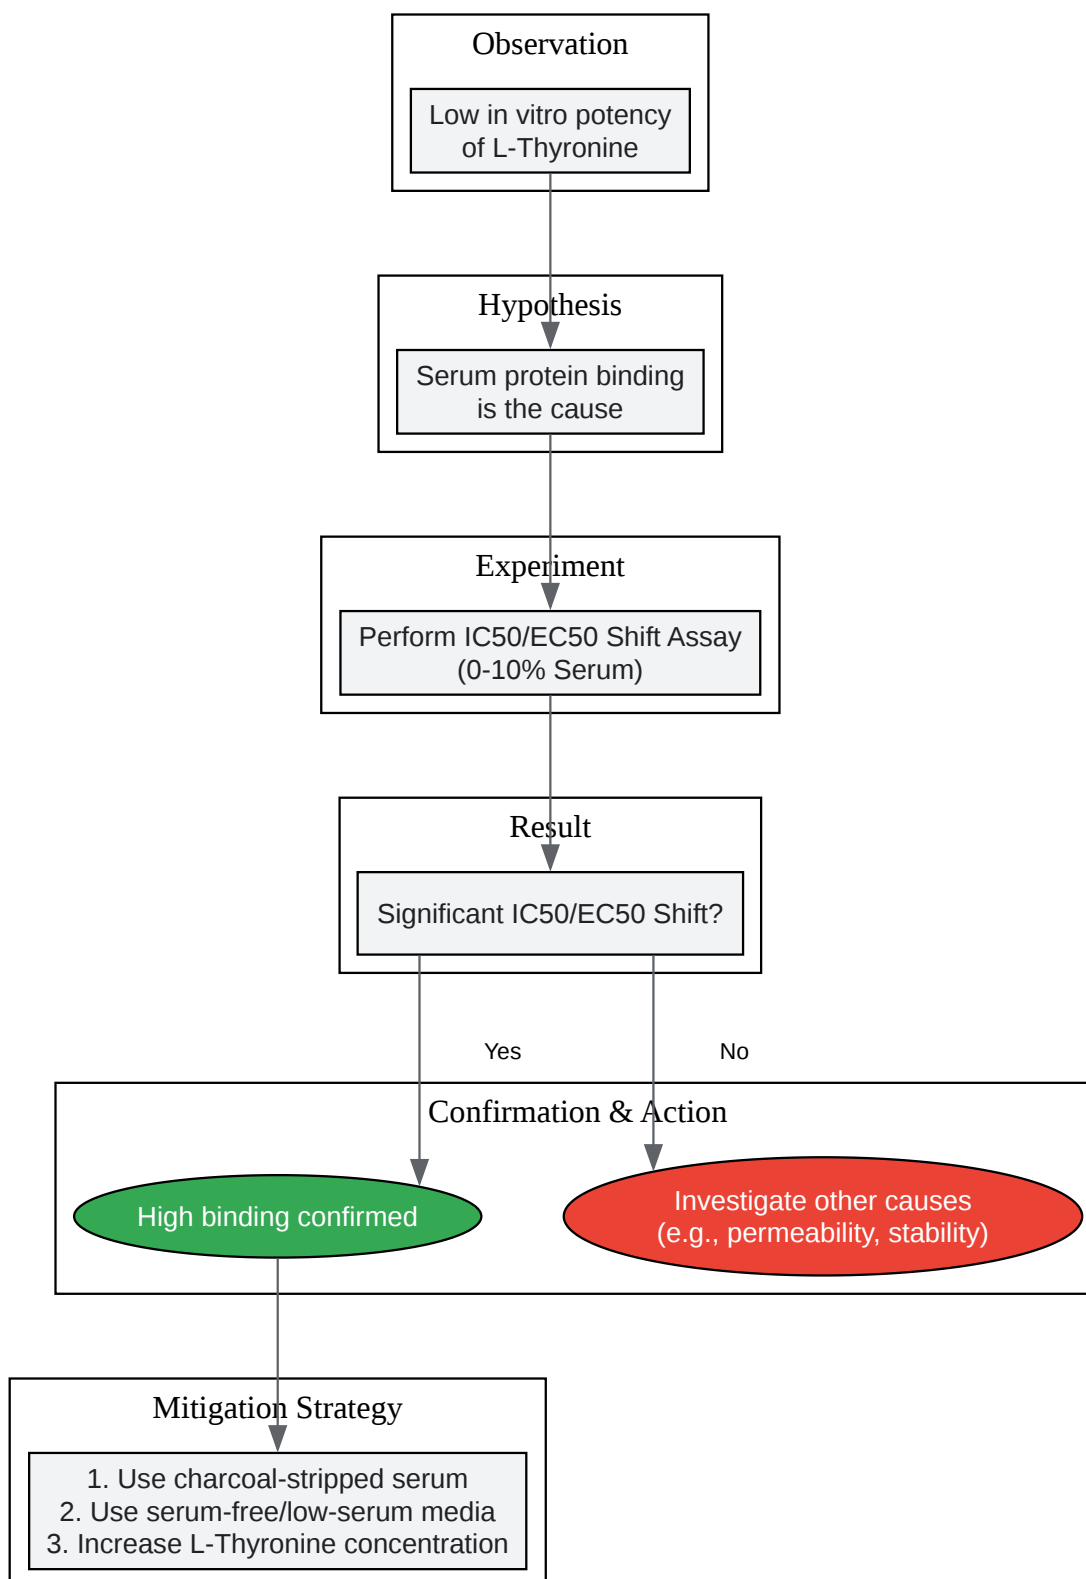 Observation
Low in vitro potency
of L-Thyronine
Hypothesis
Serum protein binding
is the cause
Experiment
Perform IC50/EC50 Shift Assay
(0-10% Serum)
Result
Significant IC50/EC50 Shift?
Yes
No
Confirmation & Action
High binding confirmed
Investigate other causes
(e.g., permeability, stability)
Mitigation Strategy
1. Use charcoal-stripped serum
2. Use serum-free/low-serum media
3. Increase L-Thyronine concentration